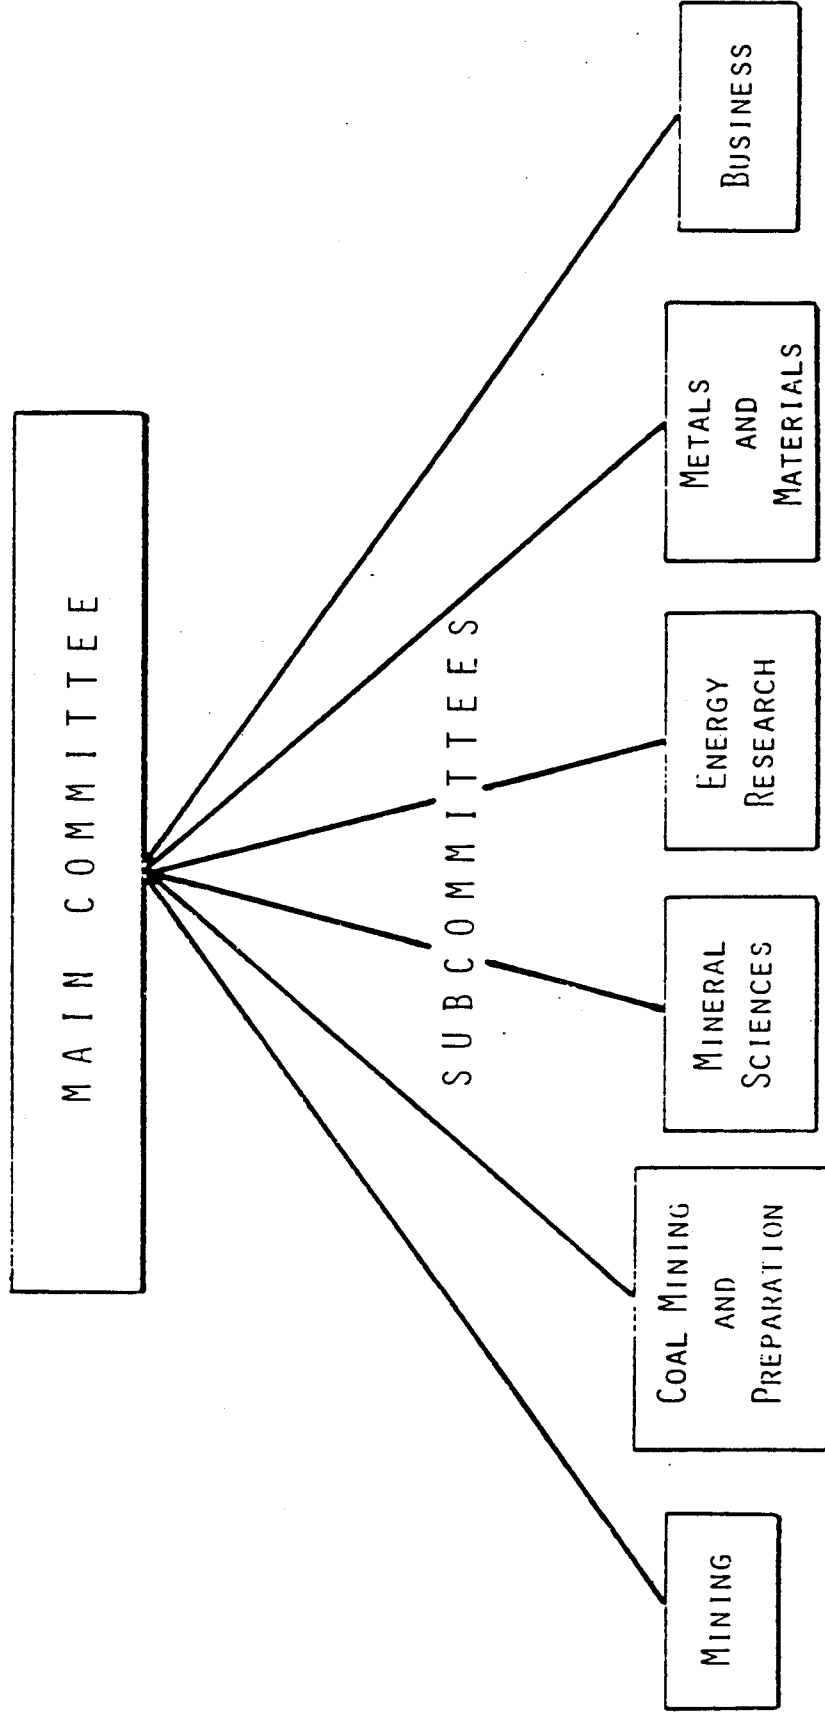 MAIN COMMITTEE
SUBCOMMITTEES
MINING
COAL MINING
AND
PREPARATION
MINERAL
SCIENCES
ENERGY
RESEARCH
METALS
AND
MATERIALS
BUSINESS